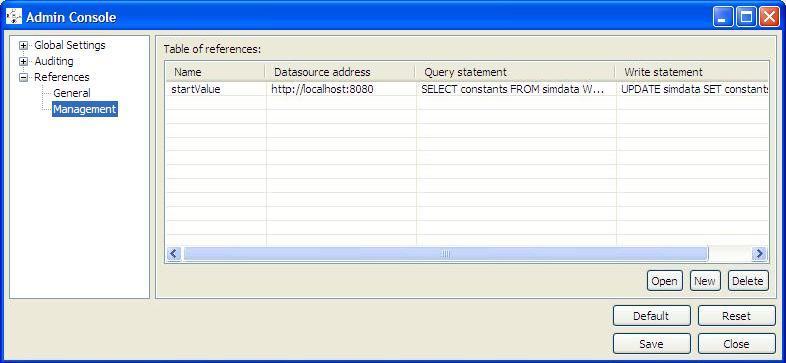 Admin Console
Global Settings
Auditing
References
General
Management
Table of references:
Name Datasource address Query statement Write statement
startValue http://localhost:8080 SELECT constants FROM simdata W... UPDATE simdata SET constants
Open New Delete
Default Reset
Save Close